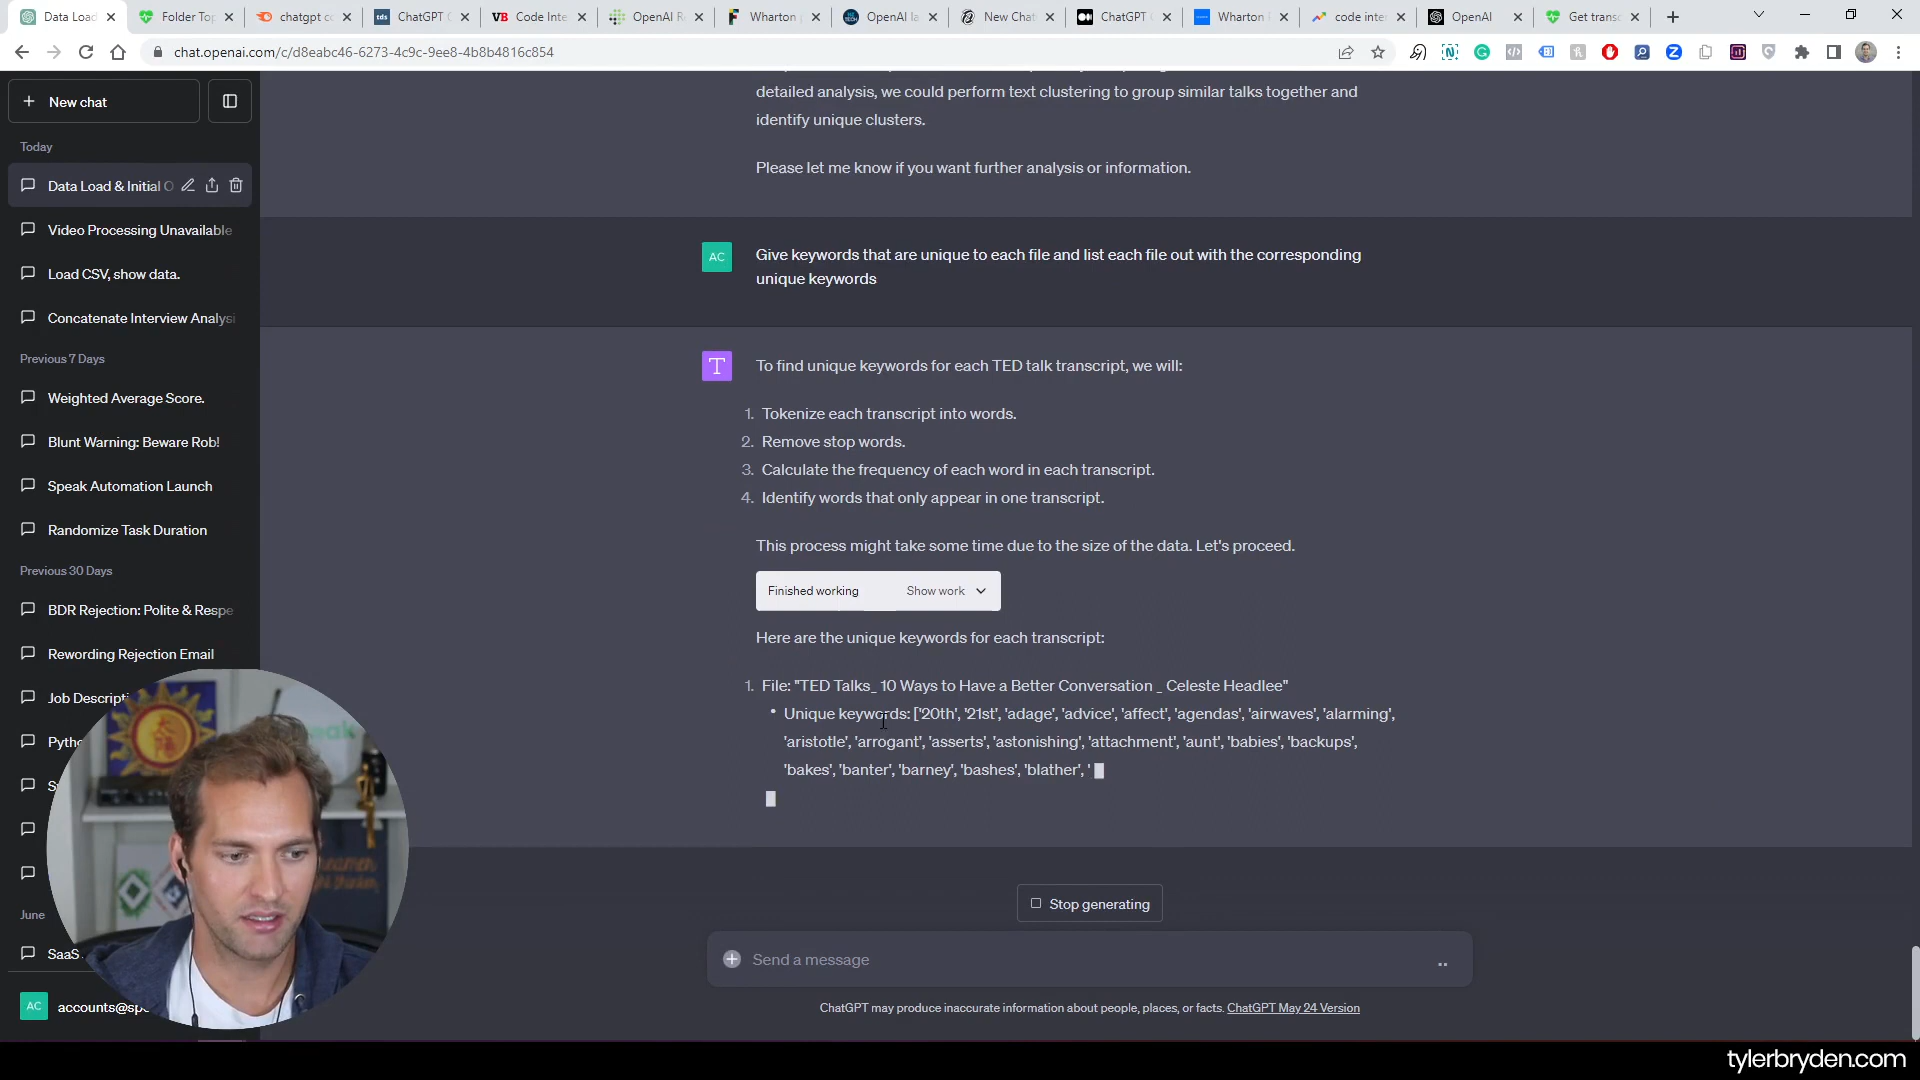 Data Load
Folder Top
chatgpt co
ChatGPT C
Code Inte
OpenAI R
Wharton p
OpenAI la
New Chat
ChatGPT C
Wharton
code inter
OpenAI
Get transc
chat.openai.com/c/d8eabc46-6273-4c9c-9ee8-4b8b4816c854
New chat
Today
Data Load & Initial O
Video Processing Unavailable
Load CSV, show data.
Concatenate Interview Analysi
Previous 7 Days
Weighted Average Score.
Blunt Warning: Beware Rob!
Speak Automation Launch
Randomize Task Duration
Previous 30 Days
BDR Rejection: Polite & Respe
Rewording Rejection Email
Job Descripti
Pytho
June
SaaS
AC
accounts@spe
detailed analysis, we could perform text clustering to group similar talks together and
identify unique clusters.
Please let me know if you want further analysis or information.
AC
Give keywords that are unique to each file and list each file out with the corresponding
unique keywords
T
To find unique keywords for each TED talk transcript, we will:
1. Tokenize each transcript into words.
2. Remove stop words.
3. Calculate the frequency of each word in each transcript.
4. Identify words that only appear in one transcript.
This process might take some time due to the size of the data. Let's proceed.
Finished working Show work
Here are the unique keywords for each transcript:
1. File: "TED Talks_ 10 Ways to Have a Better Conversation _ Celeste Headlee"
• Unique keywords: ['20th', '21st', 'adage', 'advice', 'affect', 'agendas', 'airwaves', 'alarming',
'aristotle', 'arrogant', 'asserts', 'astonishing', 'attachment', 'aunt', 'babies', 'backups',
'bakes', 'banter', 'barney', 'bashes', 'blather', '
Stop generating
Send a message
ChatGPT may produce inaccurate information about people, places, or facts. ChatGPT May 24 Version
tylerbryden.com